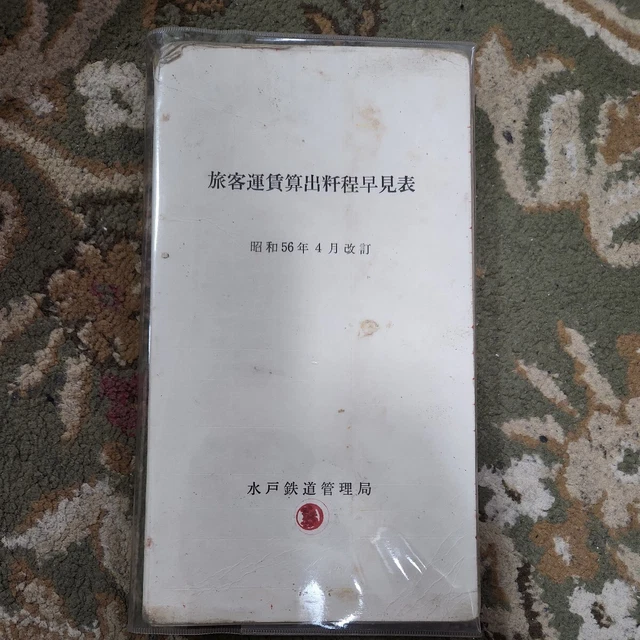 旅客運賃算出粁程早見表
昭和56年4月改訂
水戸鉄道管理局